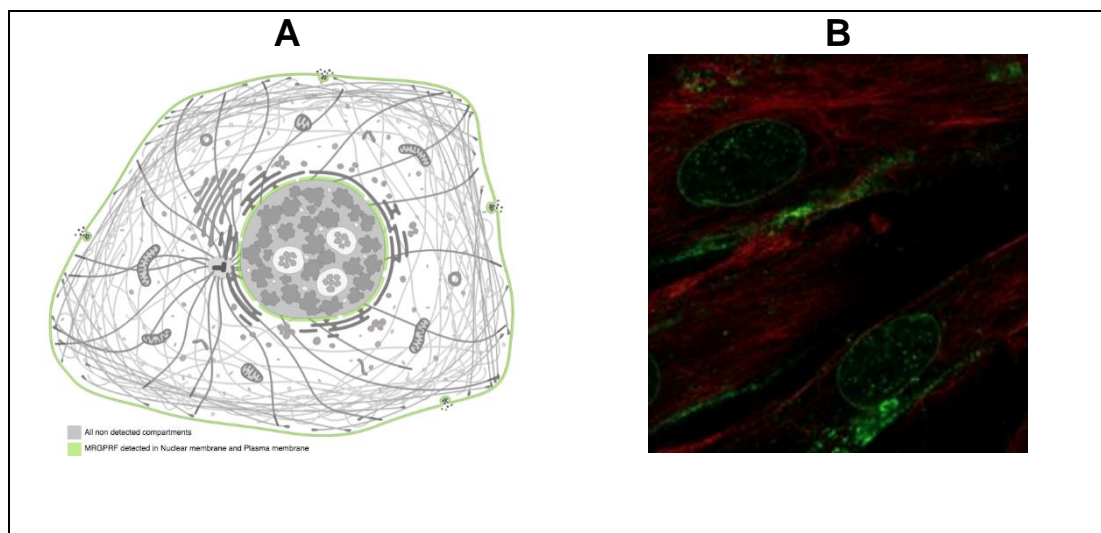 A
B
All non detected compartments
MRGPRF detected in Nuclear membrane and Plasma membrane